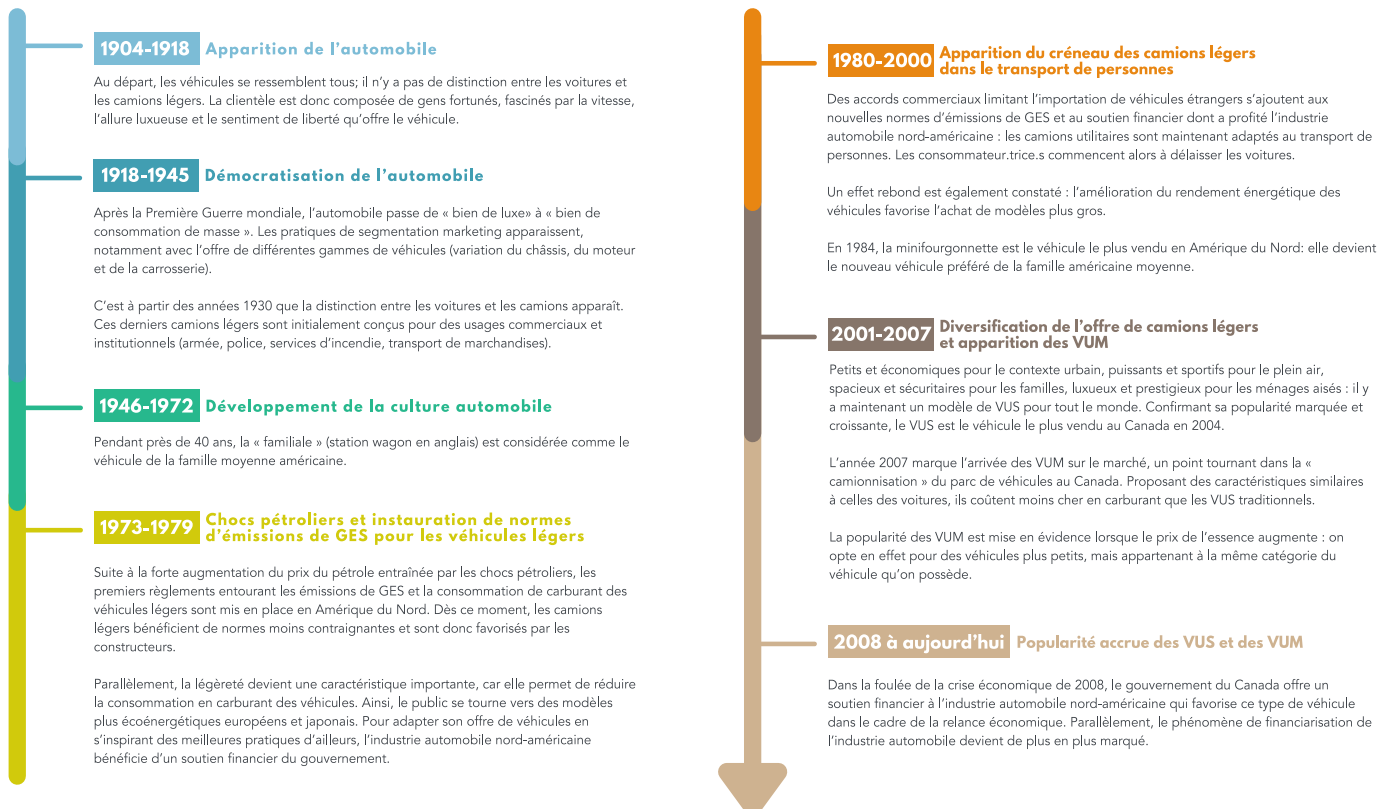 1904-1918 Apparition de l'automobile
Au départ, les véhicules se ressemblent tous; il n'y a pas de distinction entre les voitures et
les camions légers. La clientèle est donc composée de gens fortunés, fascinés par la vitesse,
l'allure luxueuse et le sentiment de liberté qu'offre le véhicule.
1918-1945 Démocratisation de l'automobile
Après la Première Guerre mondiale, l'automobile passe de « bien de luxe» à « bien de
consommation de masse ». Les pratiques de segmentation marketing apparaissent,
notamment avec l'offre de différentes gammes de véhicules (variation du châssis, du moteur
et de la carrosserie).
C'est à partir des années 1930 que la distinction entre les voitures et les camions apparaît.
Ces derniers camions légers sont initialement conçus pour des usages commerciaux et
institutionnels (armée, police, services d'incendie, transport de marchandises).
1946-1972 Développement de la culture automobile
Pendant près de 40 ans, la « familiale » (station wagon en anglais) est considérée comme le
véhicule de la famille moyenne américaine.
1973-1979 Chocs pétroliers et instauration de normes
d'émissions de GES pour les véhicules légers
Suite à la forte augmentation du prix du pétrole entraînée par les chocs pétroliers, les
premiers règlements entourant les émissions de GES et la consommation de carburant des
véhicules légers sont mis en place en Amérique du Nord. Dès ce moment, les camions
légers bénéficient de normes moins contraignantes et sont donc favorisés par les
constructeurs.
Parallèlement, la légèreté devient une caractéristique importante, car elle permet de réduire
la consommation en carburant des véhicules. Ainsi, le public se tourne vers des modèles
plus écoénergétiques européens et japonais. Pour adapter son offre de véhicules en
s'inspirant des meilleures pratiques d'ailleurs, l'industrie automobile nord-américaine
bénéficie d'un soutien financier du gouvernement.
1980-2000 Apparition du créneau des camions légers
dans le transport de personnes
Des accords commerciaux limitant l'importation de véhicules étrangers s'ajoutent aux
nouvelles normes d'émissions de GES et au soutien financier dont a profité l'industrie
automobile nord-américaine : les camions utilitaires sont maintenant adaptés au transport de
personnes. Les consommateur.trice.s commencent alors à délaisser les voitures.
Un effet rebond est également constaté : l'amélioration du rendement énergétique des
véhicules favorise l'achat de modèles plus gros.
En 1984, la minifourgonnette est le véhicule le plus vendu en Amérique du Nord: elle devient
le nouveau véhicule préféré de la famille américaine moyenne.
2001-2007 Diversification de l'offre de camions légers
et apparition des VUM
Petits et économiques pour le contexte urbain, puissants et sportifs pour le plein air,
spacieux et sécuritaires pour les familles, luxueux et prestigieux pour les ménages aisés : il y
a maintenant un modèle de VUS pour tout le monde. Confirmant sa popularité marquée et
croissante, le VUS est le véhicule le plus vendu au Canada en 2004.
L'année 2007 marque l'arrivée des VUM sur le marché, un point tournant dans la «
camionnisation » du parc de véhicules au Canada. Proposant des caractéristiques similaires
à celles des voitures, ils coûtent moins cher en carburant que les VUS traditionnels.
La popularité des VUM est mise en évidence lorsque le prix de l'essence augmente : on
opte en effet pour des véhicules plus petits, mais appartenant à la même catégorie du
véhicule qu'on possède.
2008 à aujourd'hui Popularité accrue des VUS et des VUM
Dans la foulée de la crise économique de 2008, le gouvernement du Canada offre un
soutien financier à l'industrie automobile nord-américaine qui favorise ce type de véhicule
dans le cadre de la relance économique. Parallèlement, le phénomène de financiarisation de
l'industrie automobile devient de plus en plus marqué.